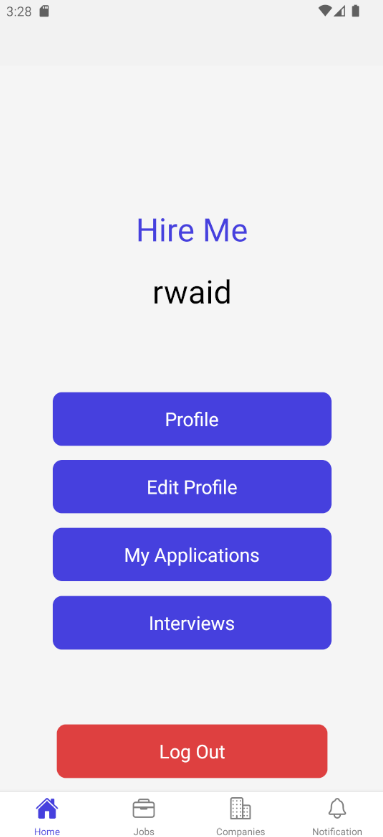 3:28
Hire Me
rwaid
Profile
Edit Profile
My Applications
Interviews
Log Out
Home
Jobs
Companies
Notification